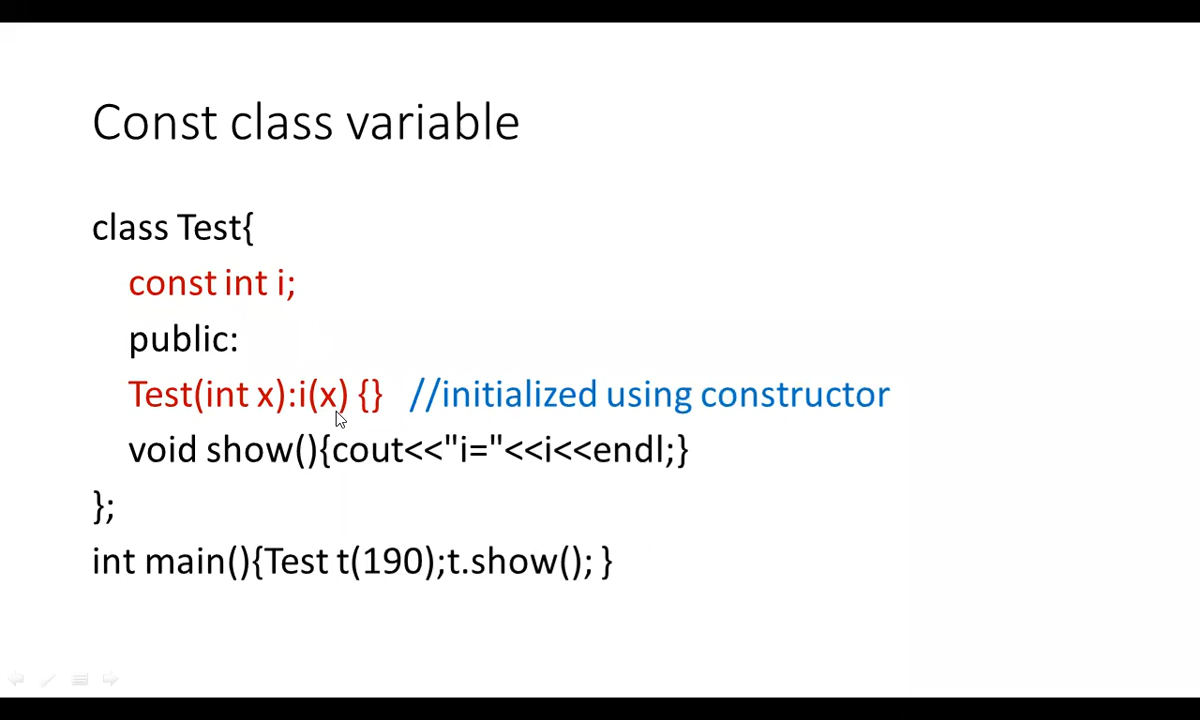 Const class variable
class Test{
const int i;
public:
Test(int x):i(x) {} //initialized using constructor
void show(){cout<<"i="<<i<<endl;}
};
int main(){Test t(190);t.show(); }